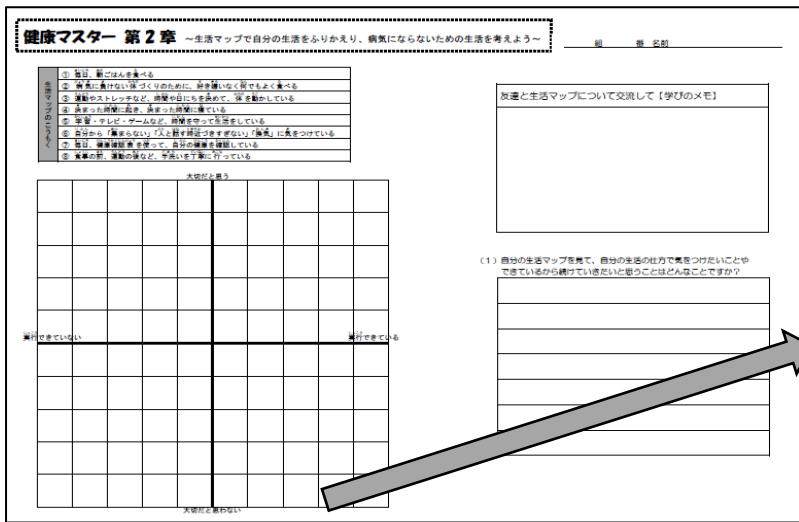 健康マスター 第２章 ～生活マップで自分の生活をふりかえり、病気にならないための生活を考えよう～
組 番 名前
生活マップのこうもく
① 毎日、朝ごはんを食べる
② 病気に負けない体づくりのために、好き嫌いなく何でもよく食べる
③ 運動やストレッチなど、時間や日にちを決めて、体を動かしている
④ 決まった時間に起き、決まった時間に寝ている
⑤ 学習・テレビ・ゲームなど、時間を守って生活をしている
⑥ 自分から「集まらない」「人と話す時近づきすぎない」「換気」に気をつけている
⑦ 毎日、健康確認表を使って、自分の健康を確認している
⑧ 食事の前、運動の後など、手洗いを丁寧に行っている
大切だと思う
実行できていない
実行できている
大切だと思わない
友達と生活マップについて交流して【学びのメモ】
（１）自分の生活マップを見て、自分の生活の仕方で気をつけたいことや
できているから続けていきたいと思うことはどんなことですか？